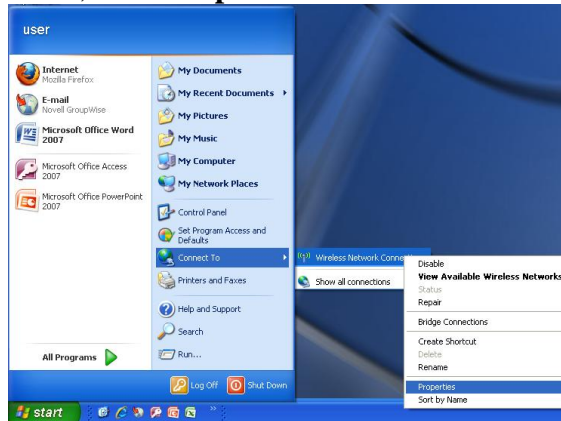 user
Internet
Mozilla Firefox
E-mail
Novell GroupWise
Microsoft Office Word
2007
Microsoft Office Access
2007
Microsoft Office PowerPoint
2007
All Programs
My Documents
My Recent Documents
My Pictures
My Music
My Computer
My Network Places
Control Panel
Set Program Access and
Defaults
Connect To
Printers and Faxes
Help and Support
Search
Run...
Log Off
Shut Down
Wireless Network
Show all connections
Disable
View Available Wireless Networks
Status
Repair
Bridge Connections
Create Shortcut
Delete
Rename
Properties
Sort by Name
start